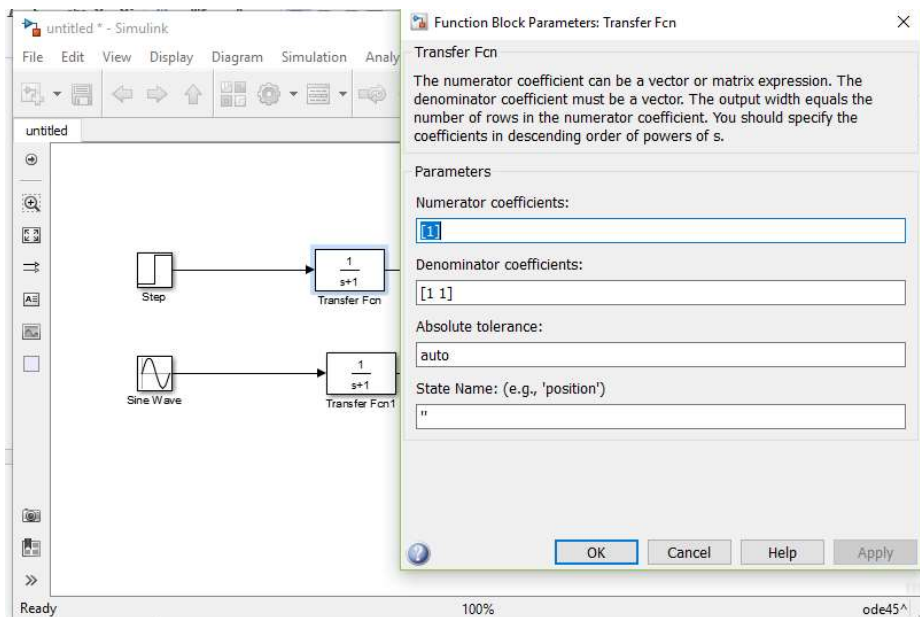 untitled * - Simulink
File Edit View Display Diagram Simulation Analy
untitled
1
s+1
Step
Transfer Fcn
1
s+1
Sine Wave
Transfer Fcn1
Ready
100%
ode45^
Function Block Parameters: Transfer Fcn
Transfer Fcn
The numerator coefficient can be a vector or matrix expression. The
denominator coefficient must be a vector. The output width equals the
number of rows in the numerator coefficient. You should specify the
coefficients in descending order of powers of s.
Parameters
Numerator coefficients:
[1]
Denominator coefficients:
[1 1]
Absolute tolerance:
auto
State Name: (e.g., 'position')
''
OK Cancel Help Apply